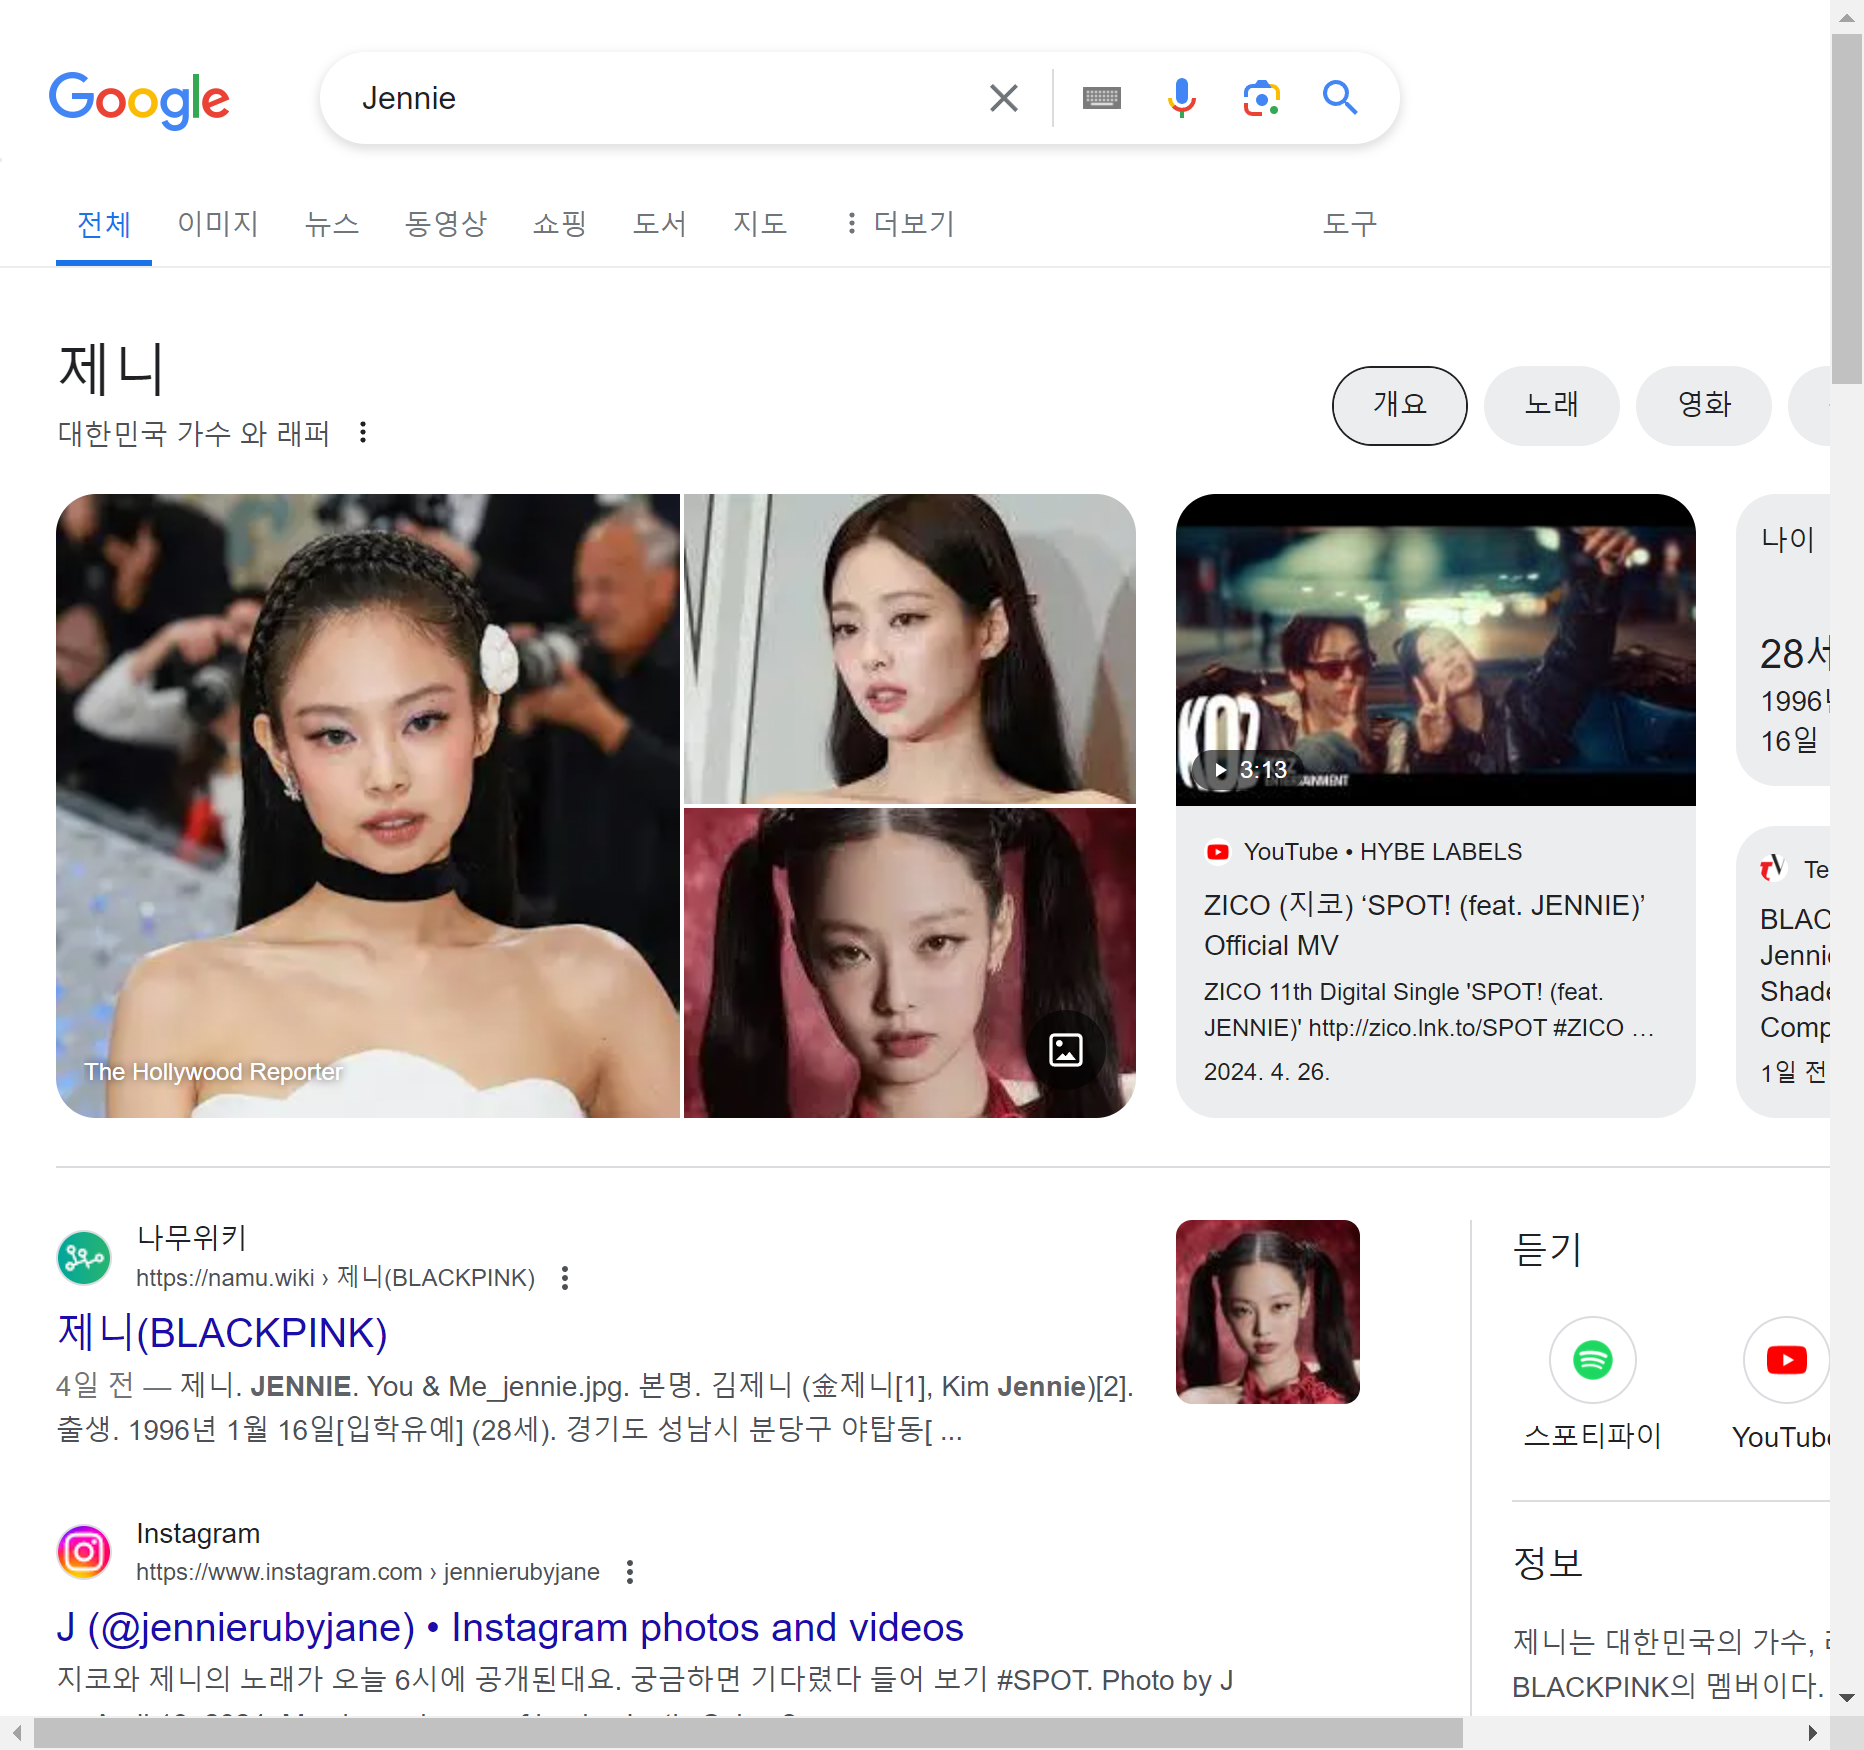 Google
Jennie
전체 이미지 뉴스 동영상 쇼핑 도서 지도 더보기 도구
제니
대한민국 가수 와 래퍼
개요 노래 영화
The Hollywood Reporter
KOZ
3:13
YouTube • HYBE LABELS
ZICO (지코) ‘SPOT! (feat. JENNIE)’
Official MV
ZICO 11th Digital Single 'SPOT! (feat.
JENNIE)' http://zico.lnk.to/SPOT #ZICO …
2024. 4. 26.
나이
28세
1996년
16일
Te
BLAC
Jennie
Shade
Comp
1일 전
나무위키
https://namu.wiki › 제니(BLACKPINK)
제니(BLACKPINK)
4일 전 — 제니. JENNIE. You & Me_jennie.jpg. 본명. 김제니 (金제니[1], Kim Jennie)[2].
출생. 1996년 1월 16일[입학유예] (28세). 경기도 성남시 분당구 야탑동[ ...
Instagram
https://www.instagram.com › jennierubyjane
J (@jennierubyjane) • Instagram photos and videos
지코와 제니의 노래가 오늘 6시에 공개된대요. 궁금하면 기다렸다 들어 보기 #SPOT. Photo by J
듣기
스포티파이 YouTube
정보
제니는 대한민국의 가수,
BLACKPINK의 멤버이다.